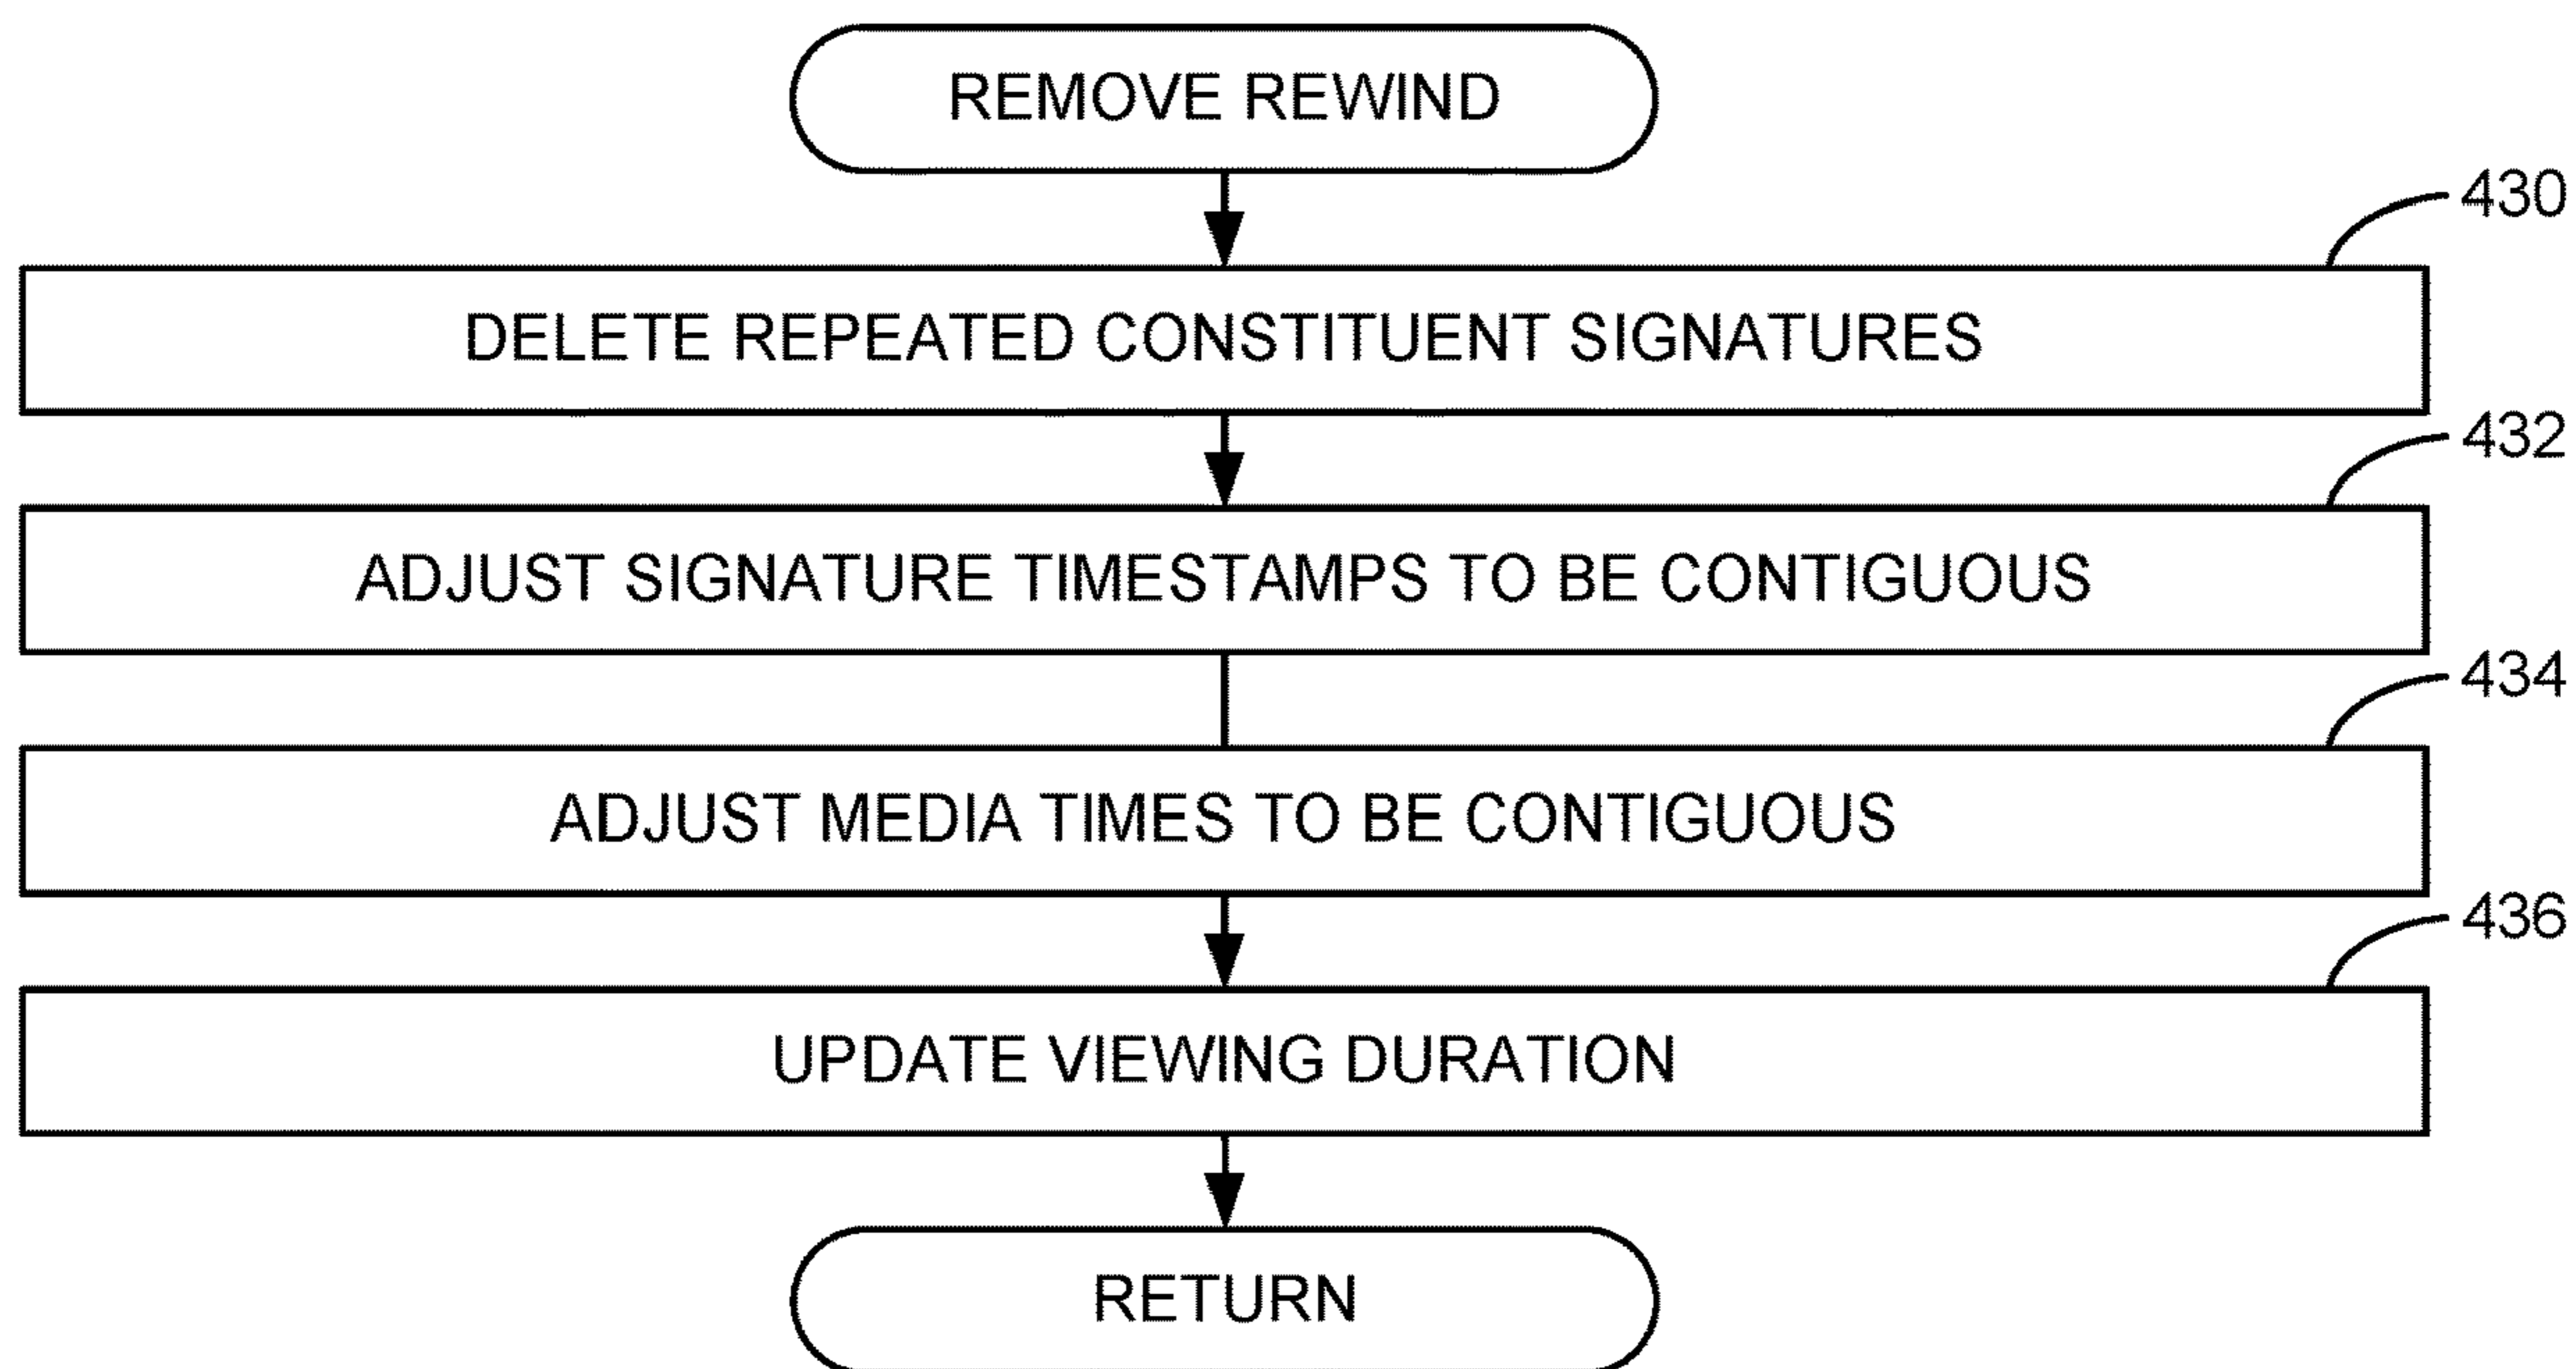 REMOVE REWIND
430
DELETE REPEATED CONSTITUENT SIGNATURES
432
ADJUST SIGNATURE TIMESTAMPS TO BE CONTIGUOUS
434
ADJUST MEDIA TIMES TO BE CONTIGUOUS
436
UPDATE VIEWING DURATION
RETURN